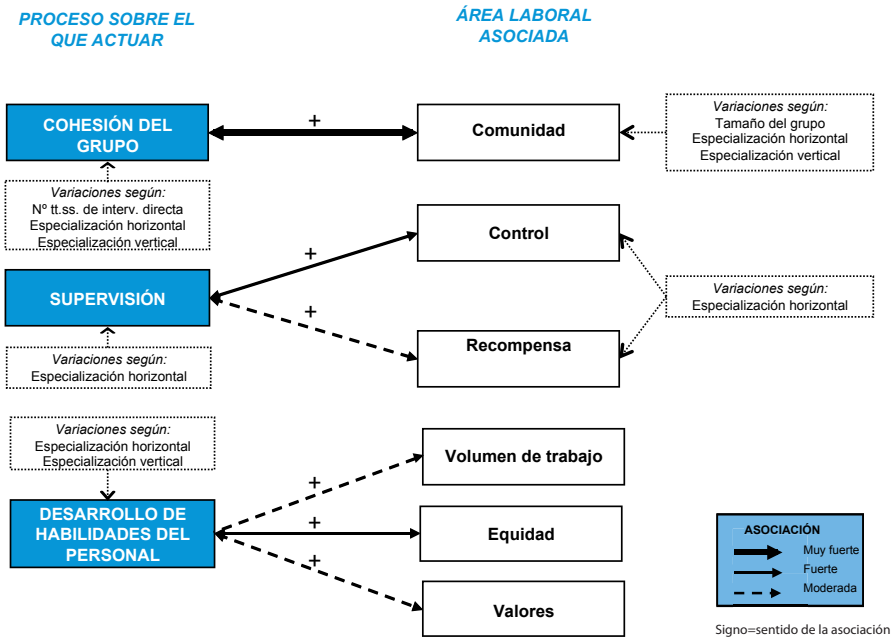 PROCESO SOBRE EL
QUE ACTUAR
ÁREA LABORAL
ASOCIADA
COHESIÓN DEL
GRUPO
+
Comunidad
Variaciones según:
Tamaño del grupo
Especialización horizontal
Especialización vertical
Variaciones según:
Nº tt.ss. de interv. directa
Especialización horizontal
Especialización vertical
Control
+
SUPERVISIÓN
+
Variaciones según:
Especialización horizontal
Recompensa
Variaciones según:
Especialización horizontal
Variaciones según:
Especialización horizontal
Especialización vertical
Volumen de trabajo
+
DESARROLLO DE
HABILIDADES DEL
PERSONAL
+
Equidad
+
Valores
ASOCIACIÓN
Muy fuerte
Fuerte
Moderada
Signo=sentido de la asociación